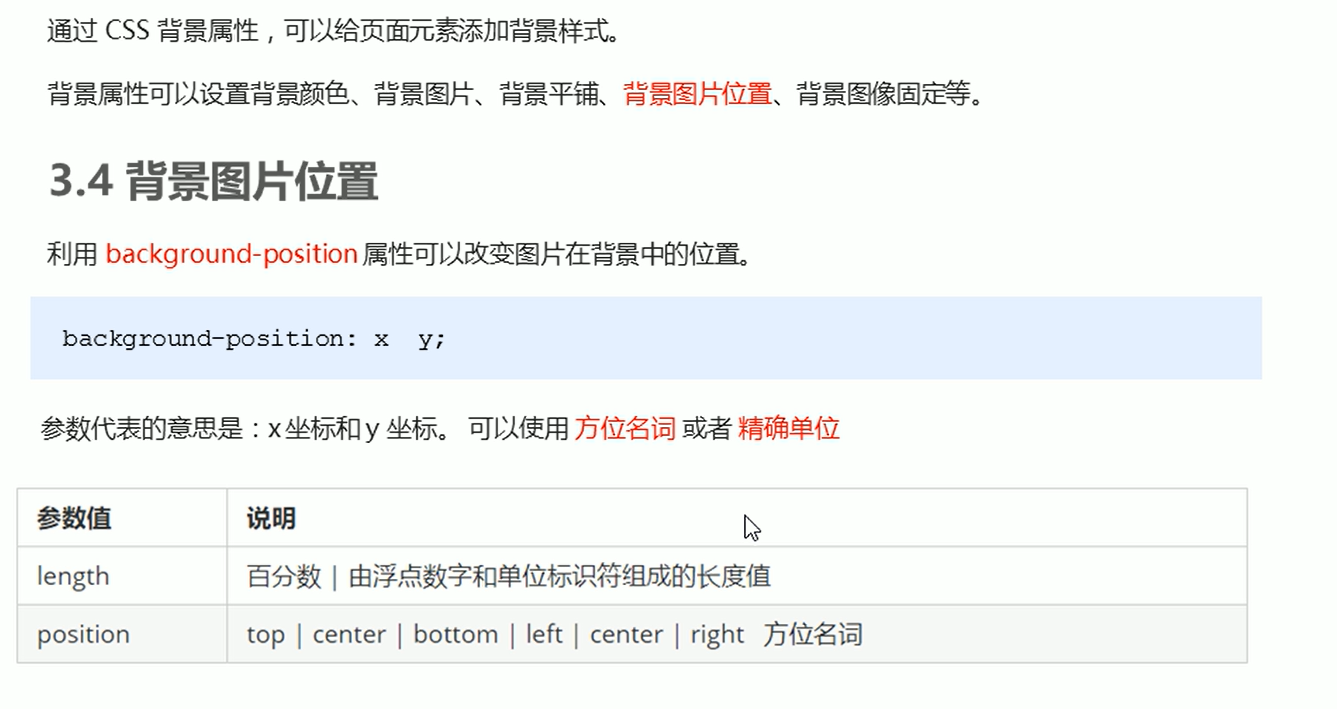 通过 CSS 背景属性，可以给页面元素添加背景样式。
背景属性可以设置背景颜色、背景图片、背景平铺、背景图片位置、背景图像固定等。
3.4 背景图片位置
利用 background-position 属性可以改变图片在背景中的位置。
background-position: x  y;
参数代表的意思是：x 坐标和 y 坐标。 可以使用 方位名词 或者 精确单位
参数值 说明
length 百分数 | 由浮点数字和单位标识符组成的长度值
position top | center | bottom | left | center | right 方位名词